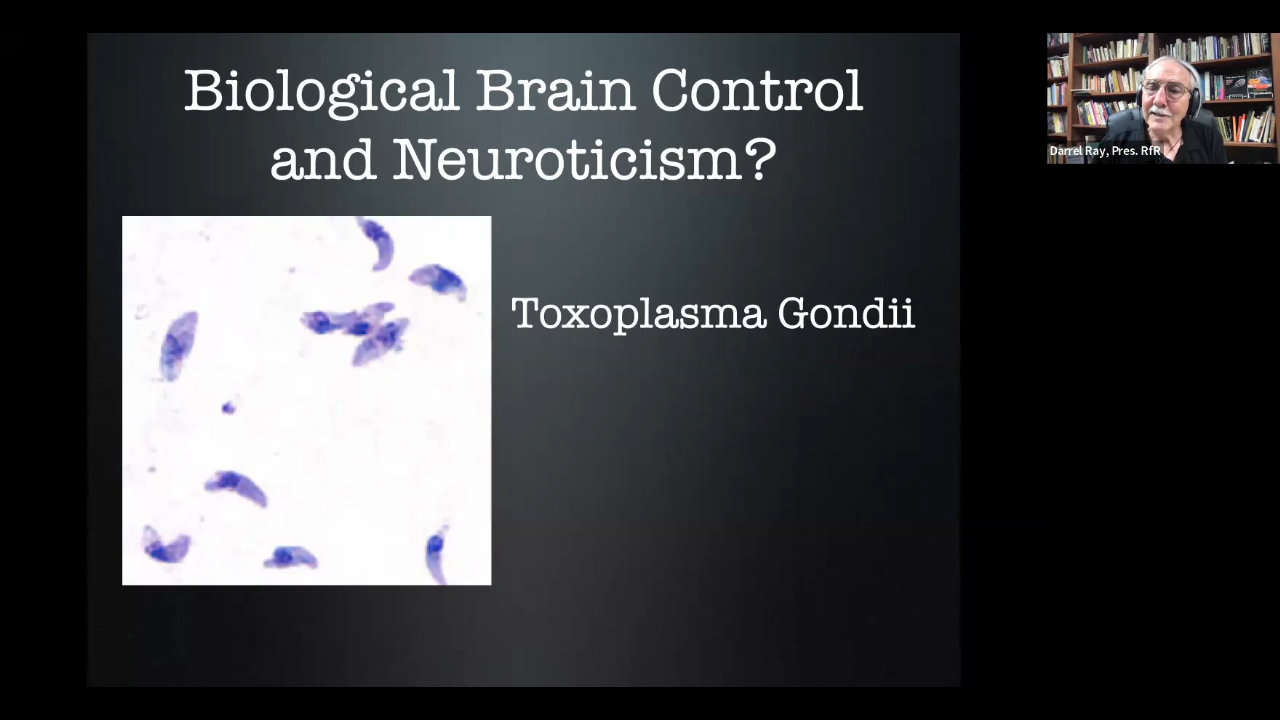 Biological Brain Control
and Neuroticism?
Toxoplasma Gondii
Darrel Ray, Pres. RfR